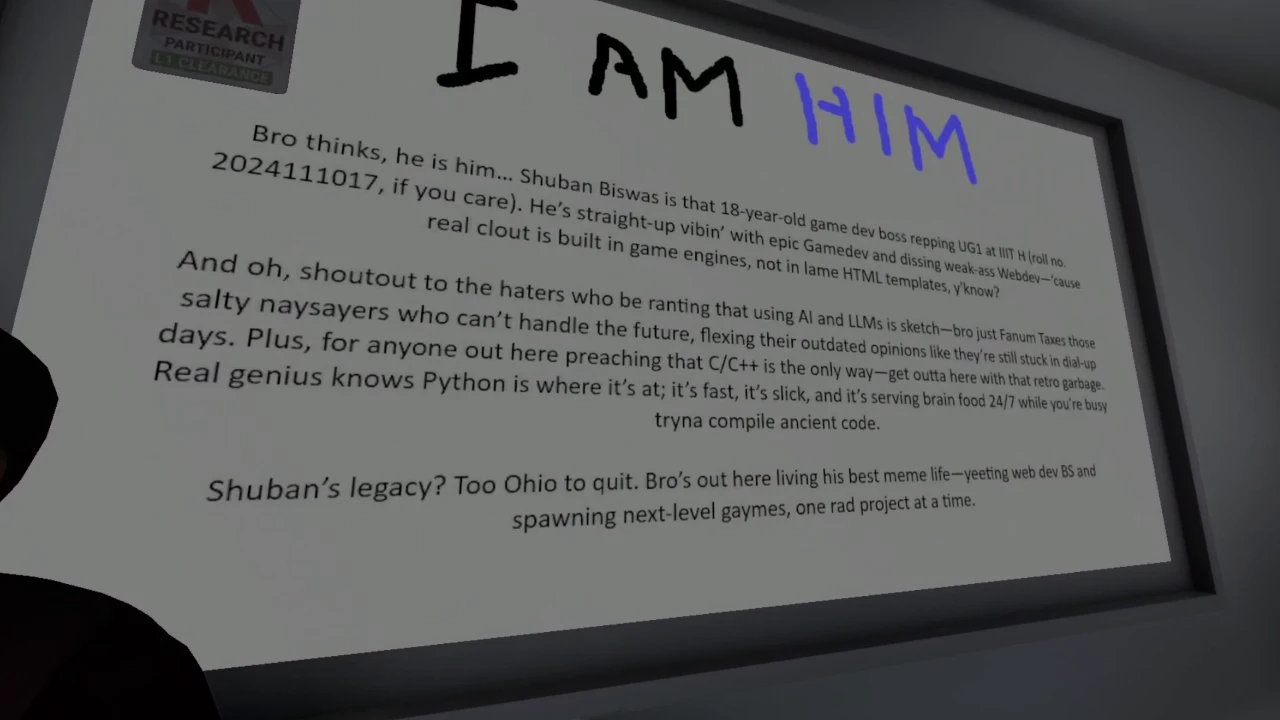 RESEARCH
PARTICIPANT
L1 CLEARANCE
I AM HIM
Bro thinks, he is him... Shuban Biswas is that 18-year-old game dev boss repping UG1 at IIIT H (roll no.
2024111017, if you care). He's straight-up vibin' with epic Gamedev and dissing weak-ass Webdev—'cause
real clout is built in game engines, not in lame HTML templates, y'know?
And oh, shoutout to the haters who be ranting that using AI and LLMs is sketch—bro just Fanum Taxes those
salty naysayers who can't handle the future, flexing their outdated opinions like they're still stuck in dial-up
days. Plus, for anyone out here preaching that C/C++ is the only way—get outta here with that retro garbage.
Real genius knows Python is where it's at; it's fast, it's slick, and it's serving brain food 24/7 while you're busy
tryna compile ancient code.
Shuban's legacy? Too Ohio to quit. Bro's out here living his best meme life—yeeting web dev BS and
spawning next-level gaymes, one rad project at a time.